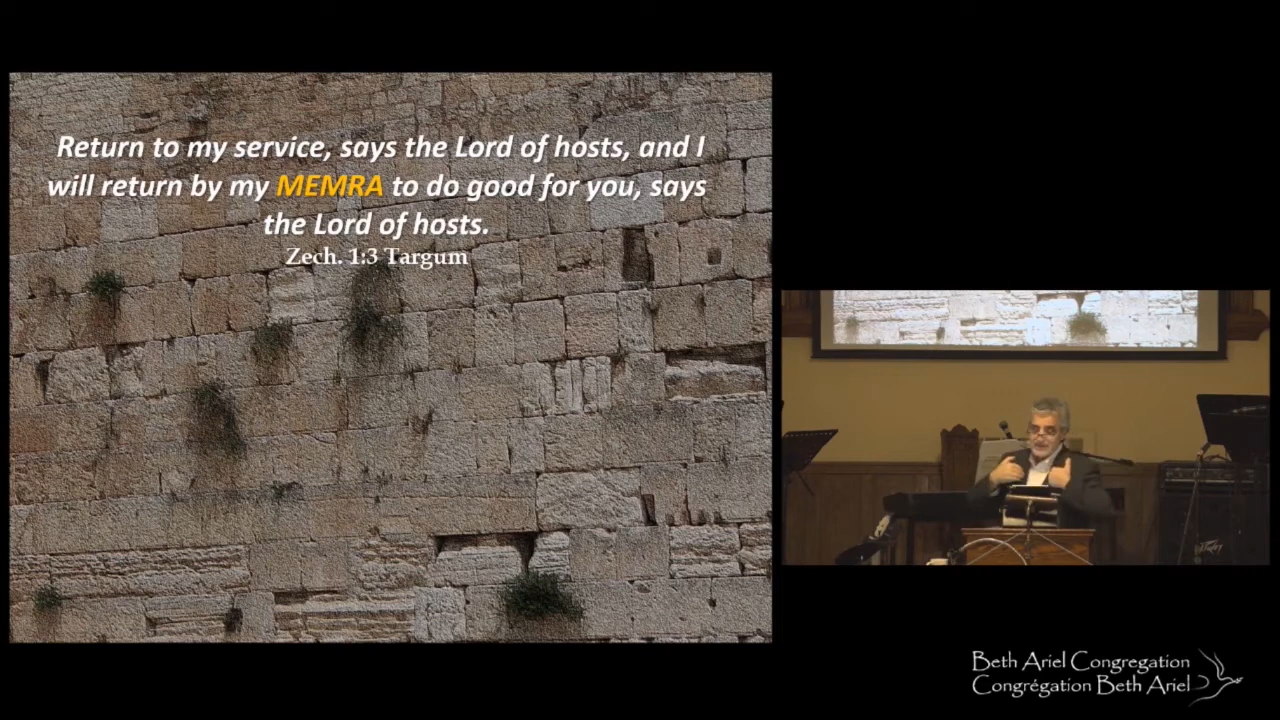 Return to my service, says the Lord of hosts, and I
will return by my MEMRA to do good for you, says
the Lord of hosts.
Zech. 1:3 Targum
Peavey
Beth Ariel Congregation
Congrégation Beth Ariel